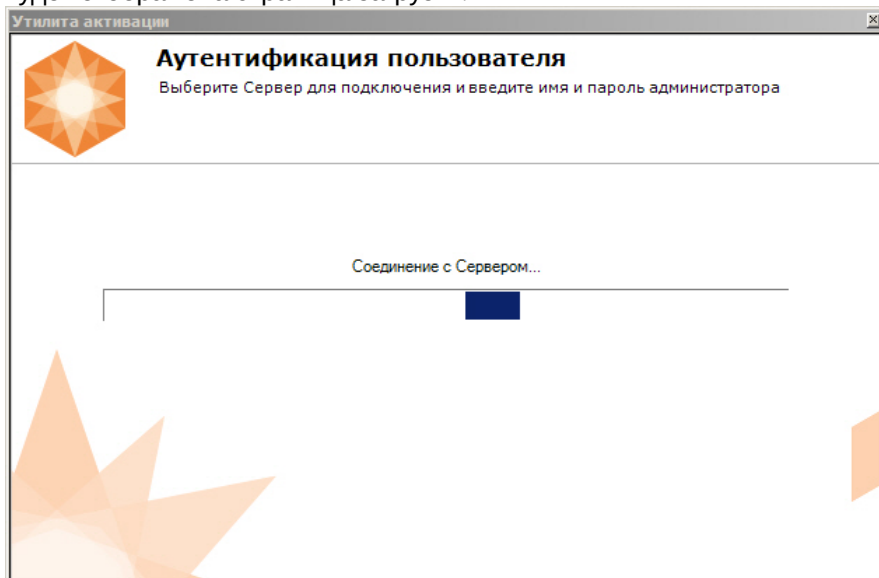 Утилита активации
Аутентификация пользователя
Выберите Сервер для подключения и введите имя и пароль администратора
Соединение с Сервером...